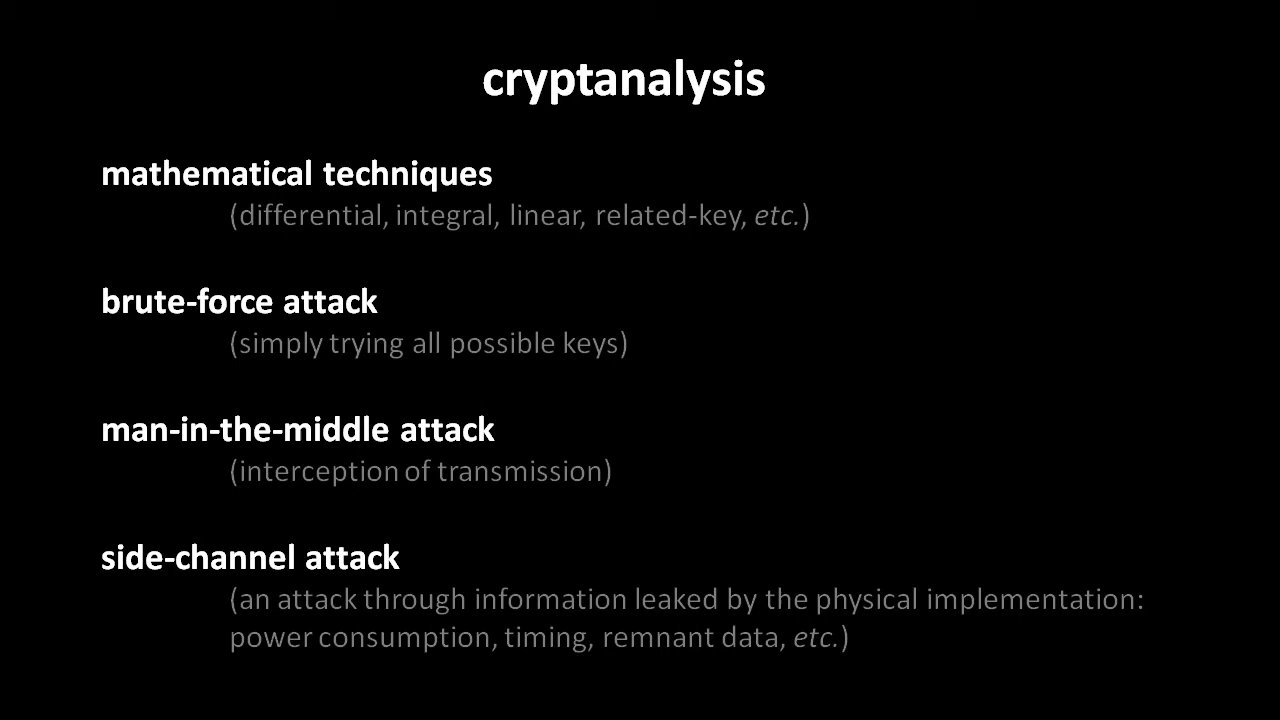 cryptanalysis
mathematical techniques
(differential, integral, linear, related-key, etc.)
brute-force attack
(simply trying all possible keys)
man-in-the-middle attack
(interception of transmission)
side-channel attack
(an attack through information leaked by the physical implementation:
power consumption, timing, remnant data, etc.)